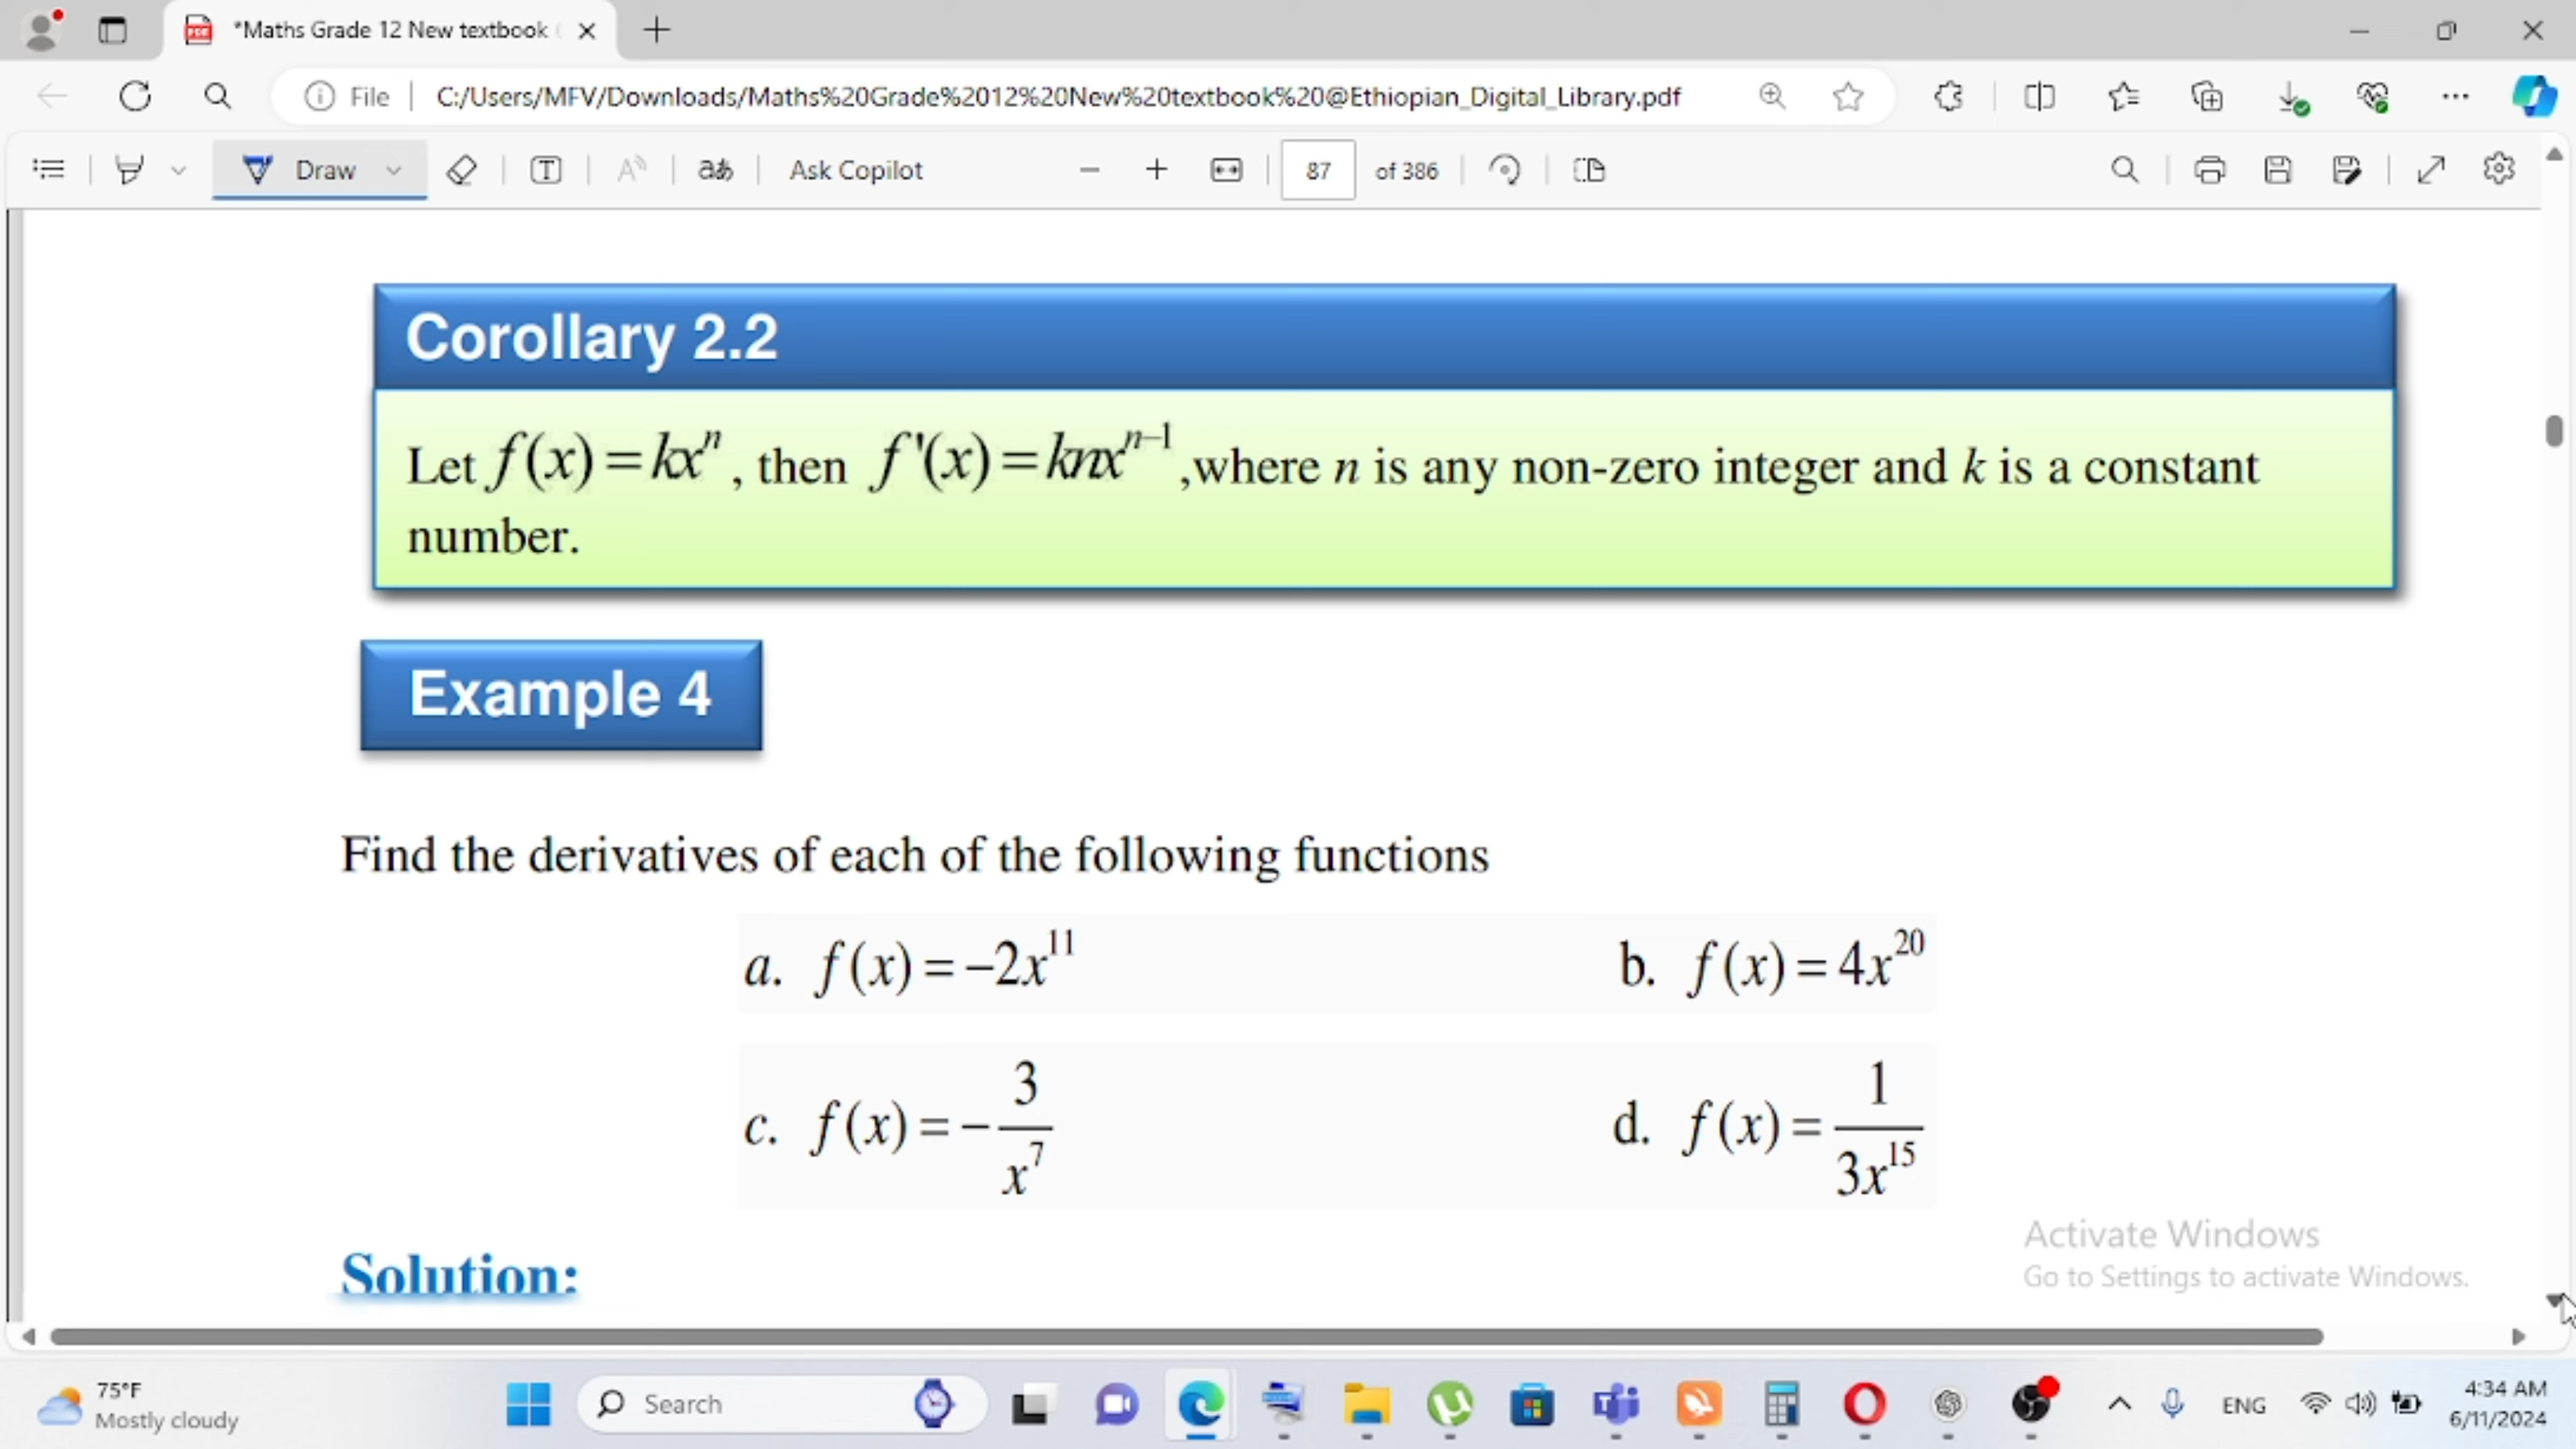 *Maths Grade 12 New textbook
File
C:/Users/MFV/Downloads/Maths%20Grade%2012%20New%20textbook%20@Ethiopian_Digital_Library.pdf
Draw
Ask Copilot
87 of 386
Corollary 2.2
Let f(x) = kxⁿ, then f'(x) = knxⁿ⁻¹, where n is any non-zero integer and k is a constant
number.
Example 4
Find the derivatives of each of the following functions
a. f(x) = –2x¹¹ b. f(x) = 4x²⁰
c. f(x) = –3/x⁷ d. f(x) = 1/3x¹⁵
Solution:
Activate Windows
Go to Settings to activate Windows.
75°F
Mostly cloudy
Search
ENG
4:34 AM
6/11/2024